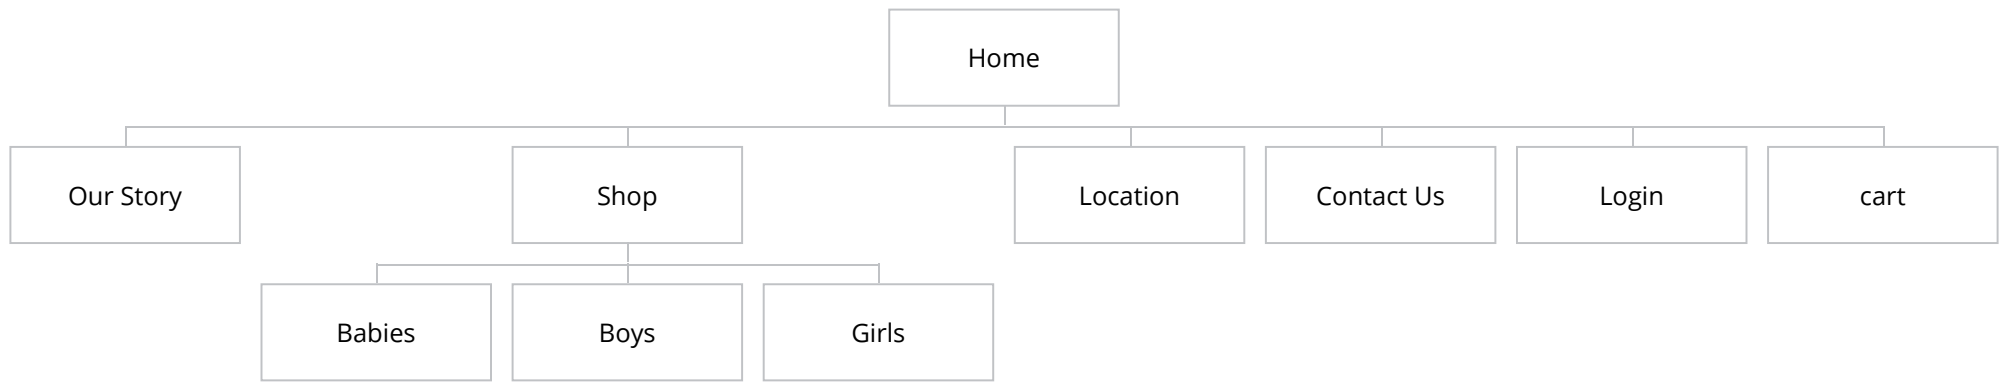 Home
Our Story
Shop
Location
Contact Us
Login
cart
Babies
Boys
Girls